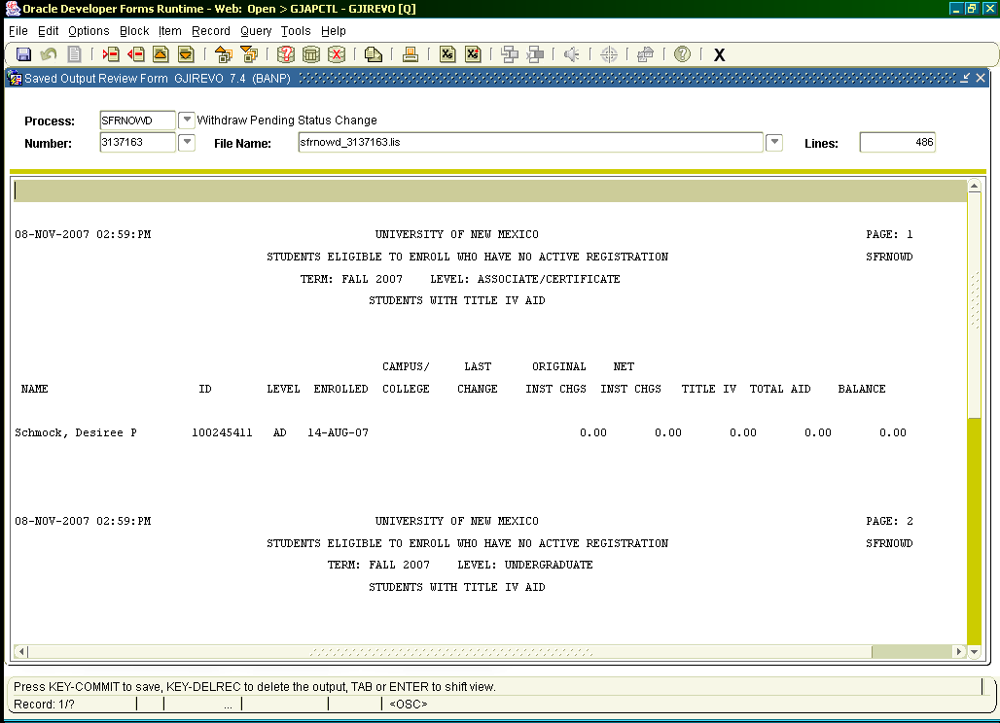 Oracle Developer Forms Runtime - Web: Open > GJAPCTL - GJIREVO [Q]
File Edit Options Block Item Record Query Tools Help
X
Saved Output Review Form GJIREVO 7.4 (BANP)
Process: SFRNOWD Withdraw Pending Status Change
Number: 3137163 File Name: sfrnowd_3137163.lis Lines: 486
08-NOV-2007 02:59:PM UNIVERSITY OF NEW MEXICO PAGE: 1
STUDENTS ELIGIBLE TO ENROLL WHO HAVE NO ACTIVE REGISTRATION SFRNOWD
TERM: FALL 2007 LEVEL: ASSOCIATE/CERTIFICATE
STUDENTS WITH TITLE IV AID
CAMPUS/ LAST ORIGINAL NET
NAME ID LEVEL ENROLLED COLLEGE CHANGE INST CHGS INST CHGS TITLE IV TOTAL AID BALANCE
Schmock, Desiree P 100245411 AD 14-AUG-07 0.00 0.00 0.00 0.00 0.00
08-NOV-2007 02:59:PM UNIVERSITY OF NEW MEXICO PAGE: 2
STUDENTS ELIGIBLE TO ENROLL WHO HAVE NO ACTIVE REGISTRATION SFRNOWD
TERM: FALL 2007 LEVEL: UNDERGRADUATE
STUDENTS WITH TITLE IV AID
Press KEY-COMMIT to save, KEY-DELREC to delete the output, TAB or ENTER to shift view.
Record: 1/? ... <OSC>